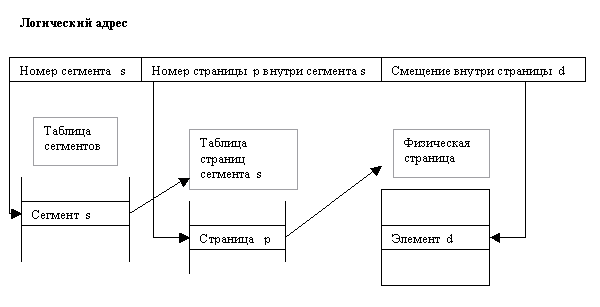 Логический адрес
Номер сегмента s
Номер страницы p внутри сегмента s
Смещение внутри страницы d
Таблица
сегментов
Таблица
страниц
сегмента s
Физическая
страница
Сегмент s
Страница p
Элемент d